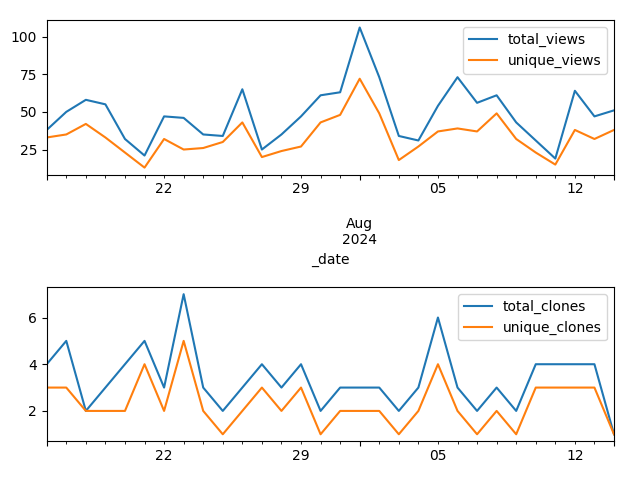 100
75
50
25
total_views
unique_views
22
29
05
12
Aug
2024
_date
6
4
2
total_clones
unique_clones
22
29
05
12